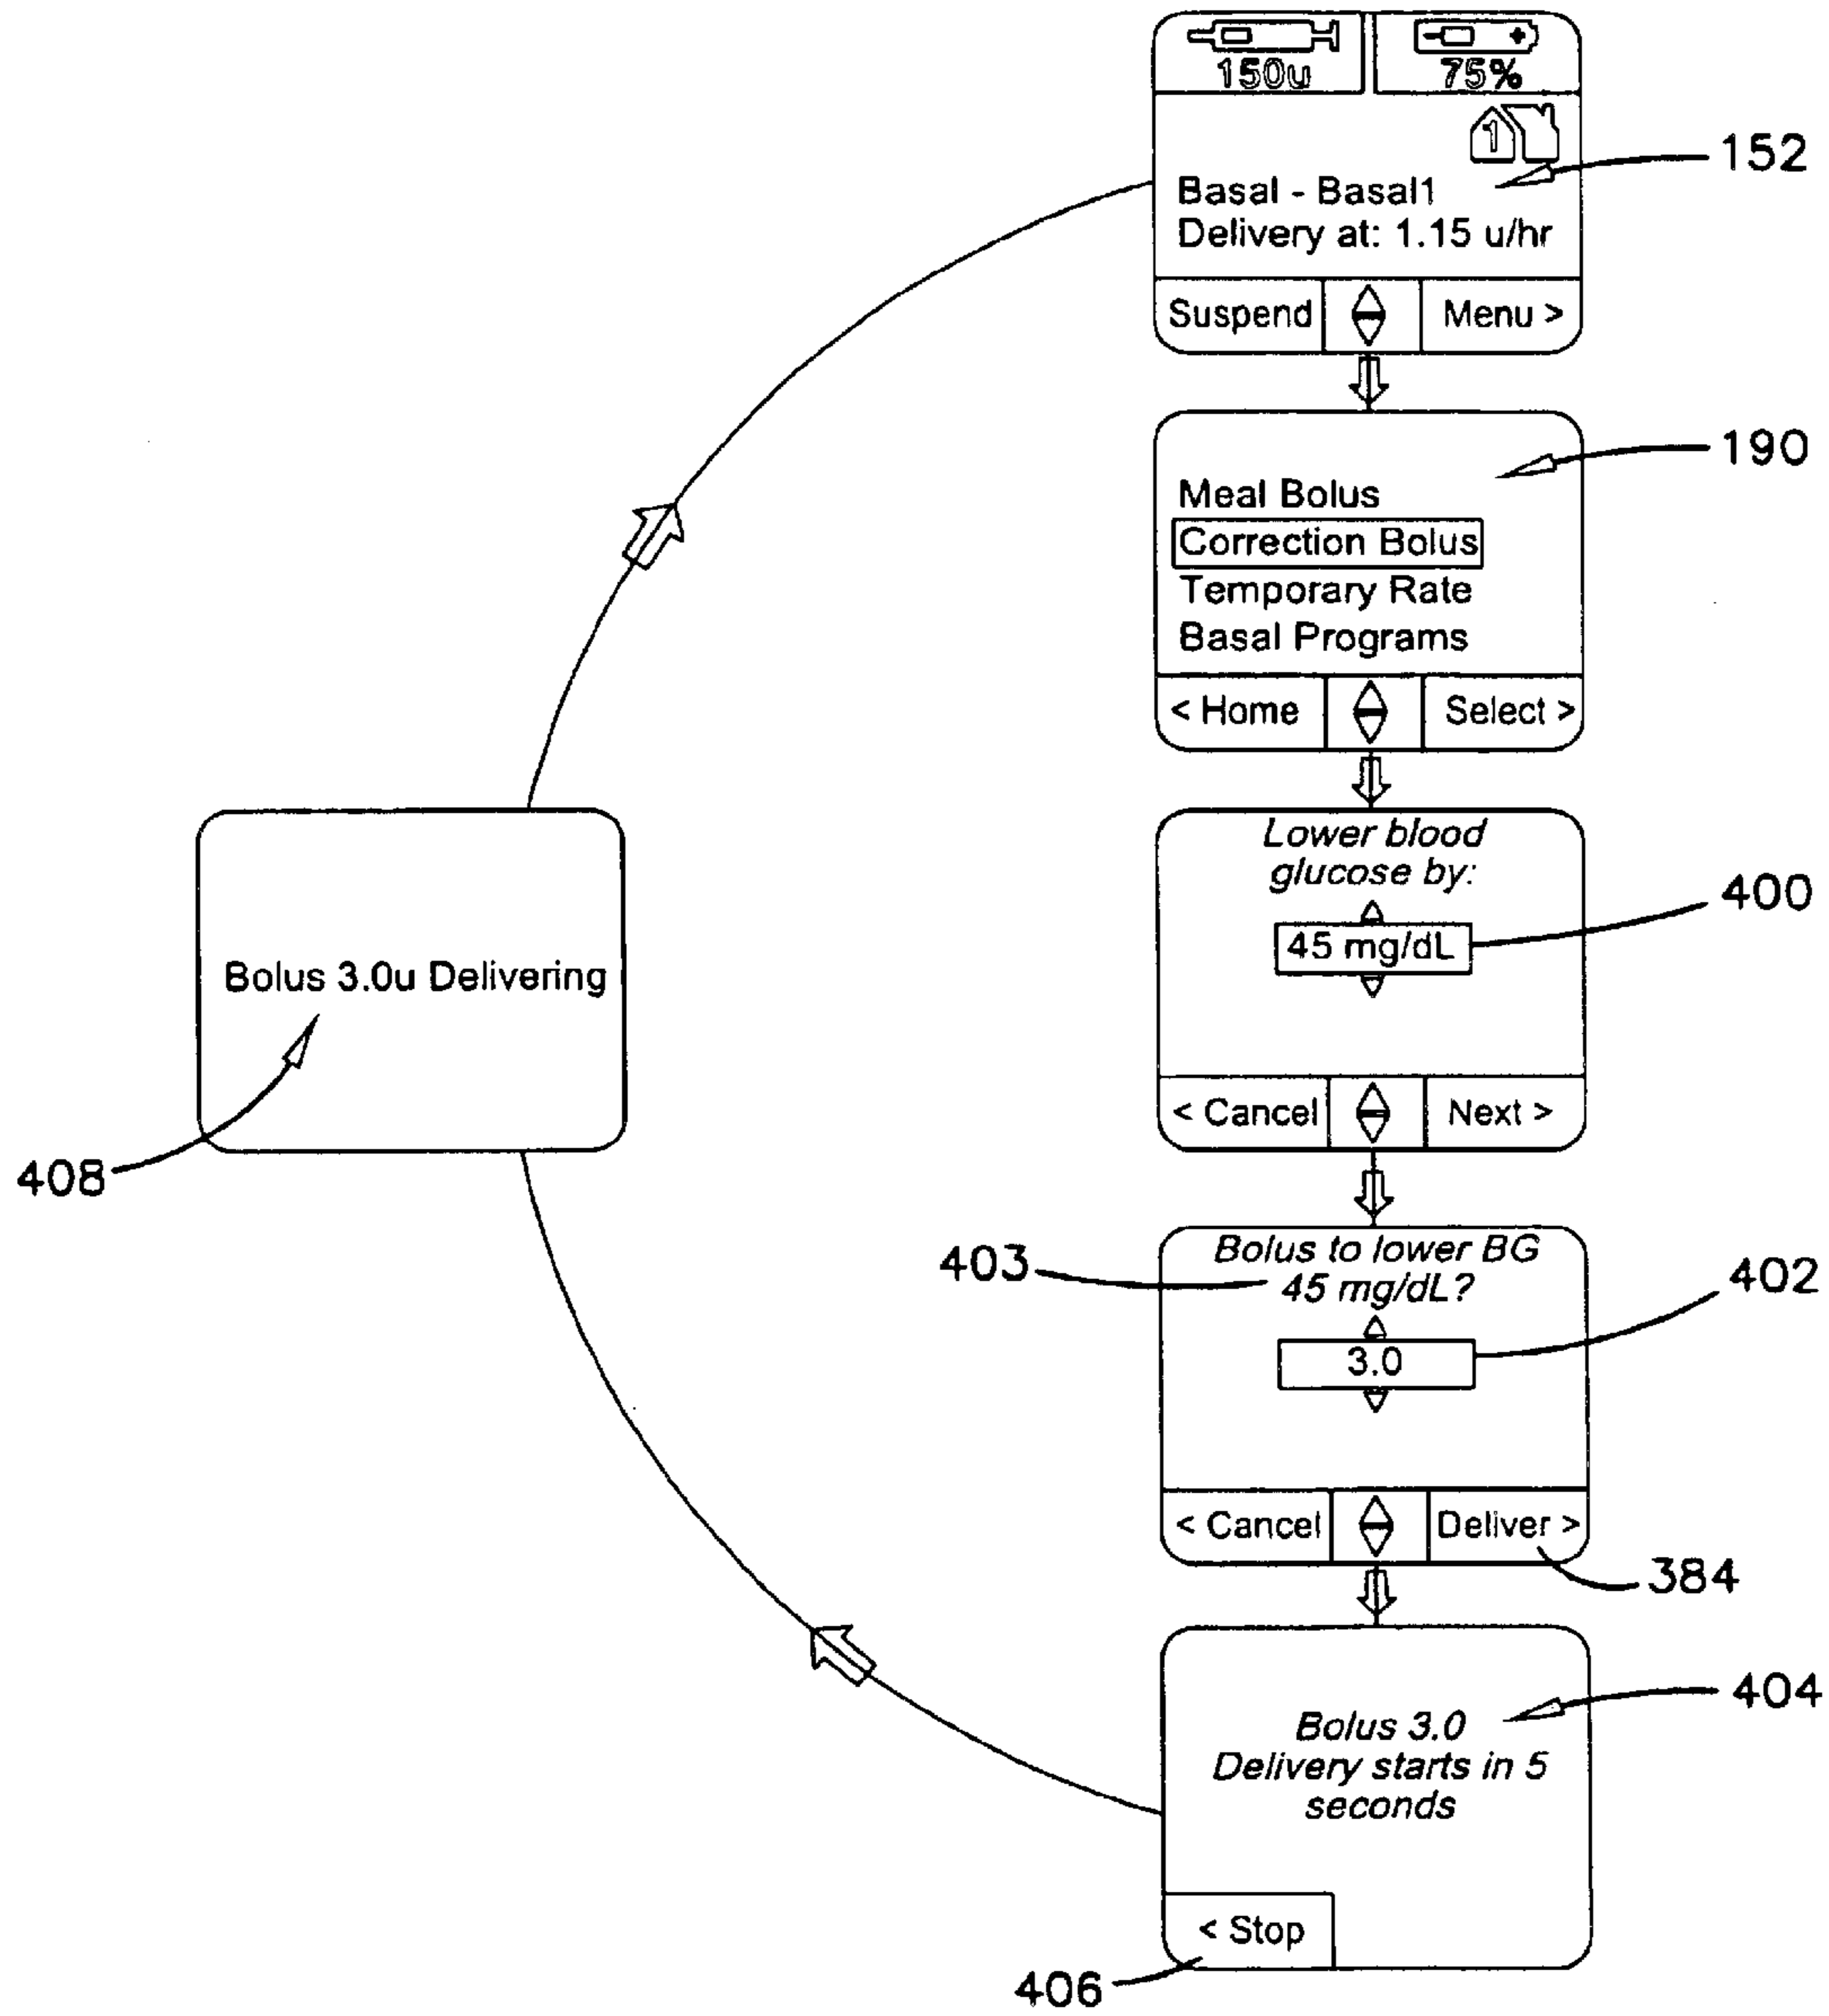 150u
75%
1
152
Basal - Basal1
Delivery at: 1.15 u/hr
Suspend
Menu >
190
Meal Bolus
Correction Bolus
Temporary Rate
Basal Programs
< Home
Select >
Lower blood
glucose by:
400
45 mg/dL
Bolus 3.0u Delivering
408
< Cancel
Next >
403
Bolus to lower BG
45 mg/dL?
402
3.0
< Cancel
Deliver >
384
404
Bolus 3.0
Delivery starts in 5
seconds
< Stop
406